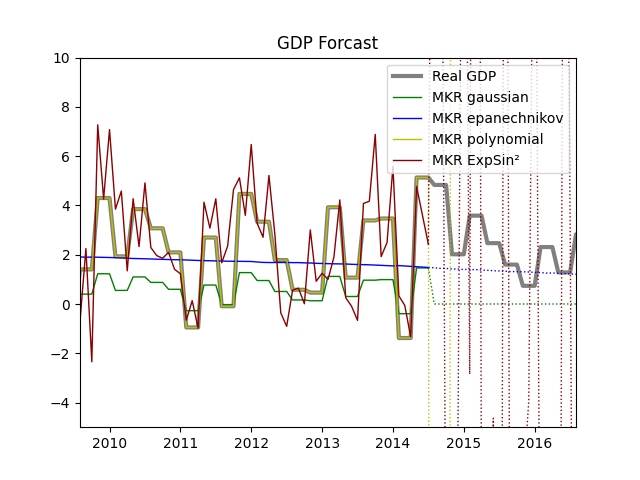 GDP Forcast
10
8
6
4
2
0
−2
−4
Real GDP
MKR gaussian
MKR epanechnikov
MKR polynomial
MKR ExpSin²
2010 2011 2012 2013 2014 2015 2016